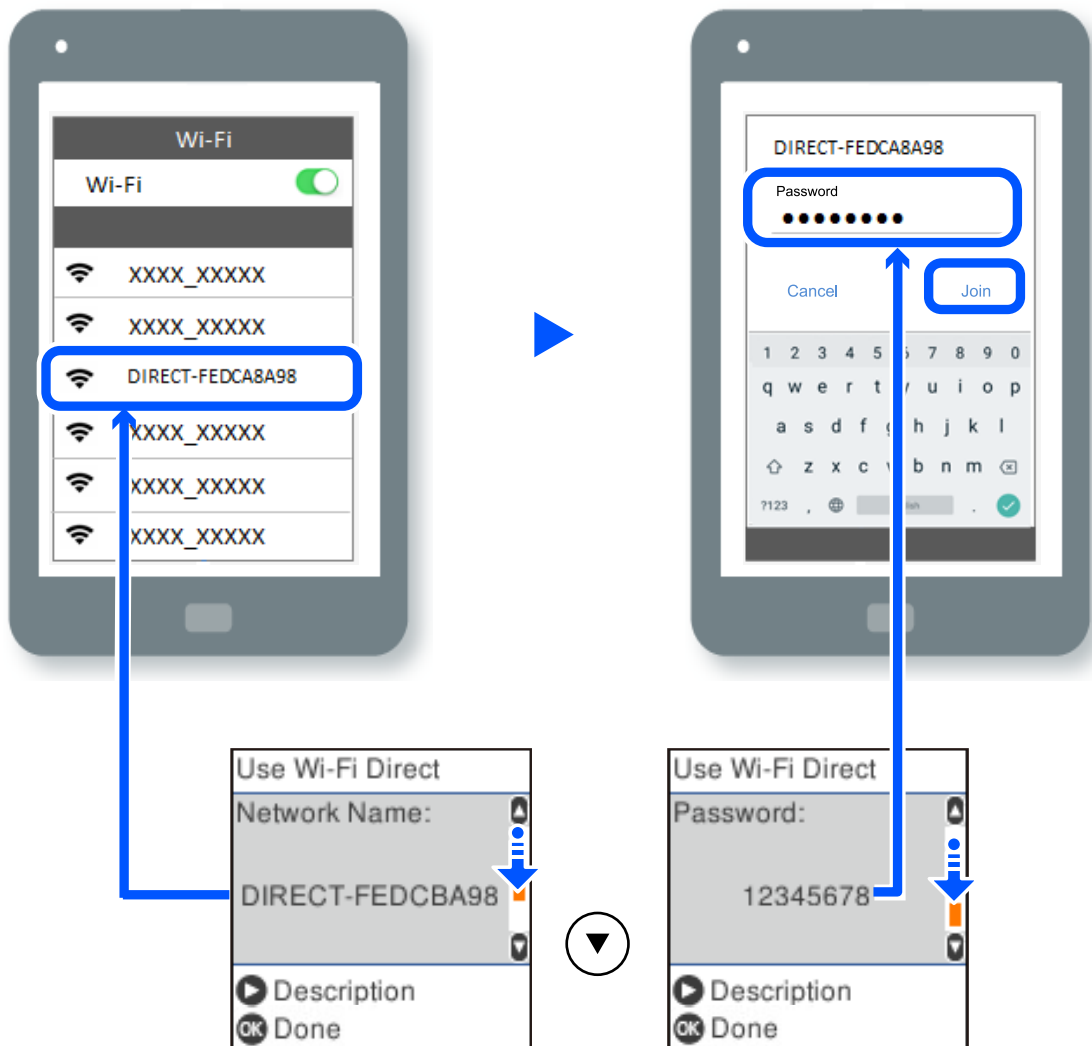 Wi-Fi
Wi-Fi
XXXX_XXXXX
XXXX_XXXXX
DIRECT-FEDCA8A98
XXXX_XXXXX
XXXX_XXXXX
XXXX_XXXXX
DIRECT-FEDCA8A98
Password
●●●●●●●●
Cancel
Join
1 2 3 4 5 7 8 9 0
q w e r t u i o p
a s d f h j k l
z x c b n m
?123 , .
Use Wi-Fi Direct
Network Name:
DIRECT-FEDCBA98
Description
OK Done
Use Wi-Fi Direct
Password:
12345678
Description
OK Done